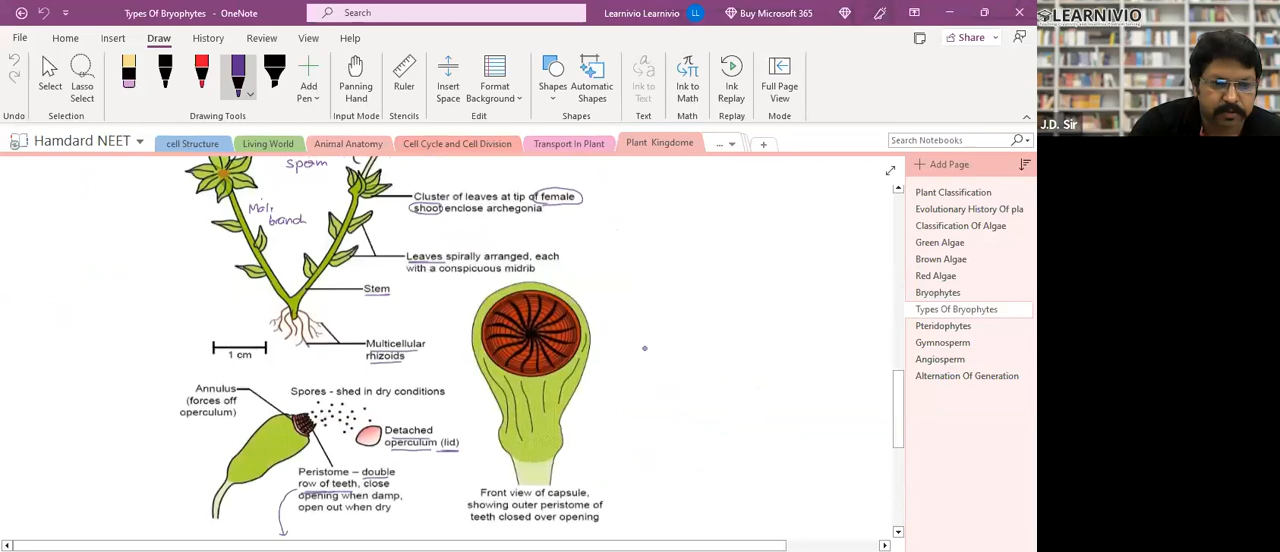 Types of Bryophytes - OneNote
Search
Learnivio Learnivio
LL
Buy Microsoft 365
LEARNIVIO
File
Home
Insert
Draw
History
Review
View
Help
Share
Undo
Select
Lasso
Select
Add
Pen
Panning
Hand
Ruler
Insert
Space
Format
Background
Shapes
Automatic
Shapes
Ink to
Text
Ink to
Math
Ink
Replay
Full Page
View
Undo
Selection
Drawing Tools
Input Mode
Stencils
Edit
Shapes
Text
Math
Replay
Mode
J.D. Sir
Hamdard NEET
cell Structure
Living World
Animal Anatomy
Cell Cycle and Cell Division
Transport In Plant
Plant Kingdome
...
Search Notebooks
Add Page
Plant Classification
Evolutionary History Of pla
Classification Of Algae
Green Algae
Brown Algae
Red Algae
Bryophytes
Types Of Bryophytes
Pteridophytes
Gymnosperm
Angiosperm
Alternation Of Generation
sperm
Male
branch
Cluster of leaves at tip of female
shoot enclose archegonia
Leaves spirally arranged, each
with a conspicuous midrib
Stem
Multicellular
rhizoids
1 cm
Annulus
(forces off
operculum)
Spores - shed in dry conditions
Detached
operculum (lid)
Peristome – double
row of teeth, close
opening when damp,
open out when dry
Front view of capsule,
showing outer peristome of
teeth closed over opening